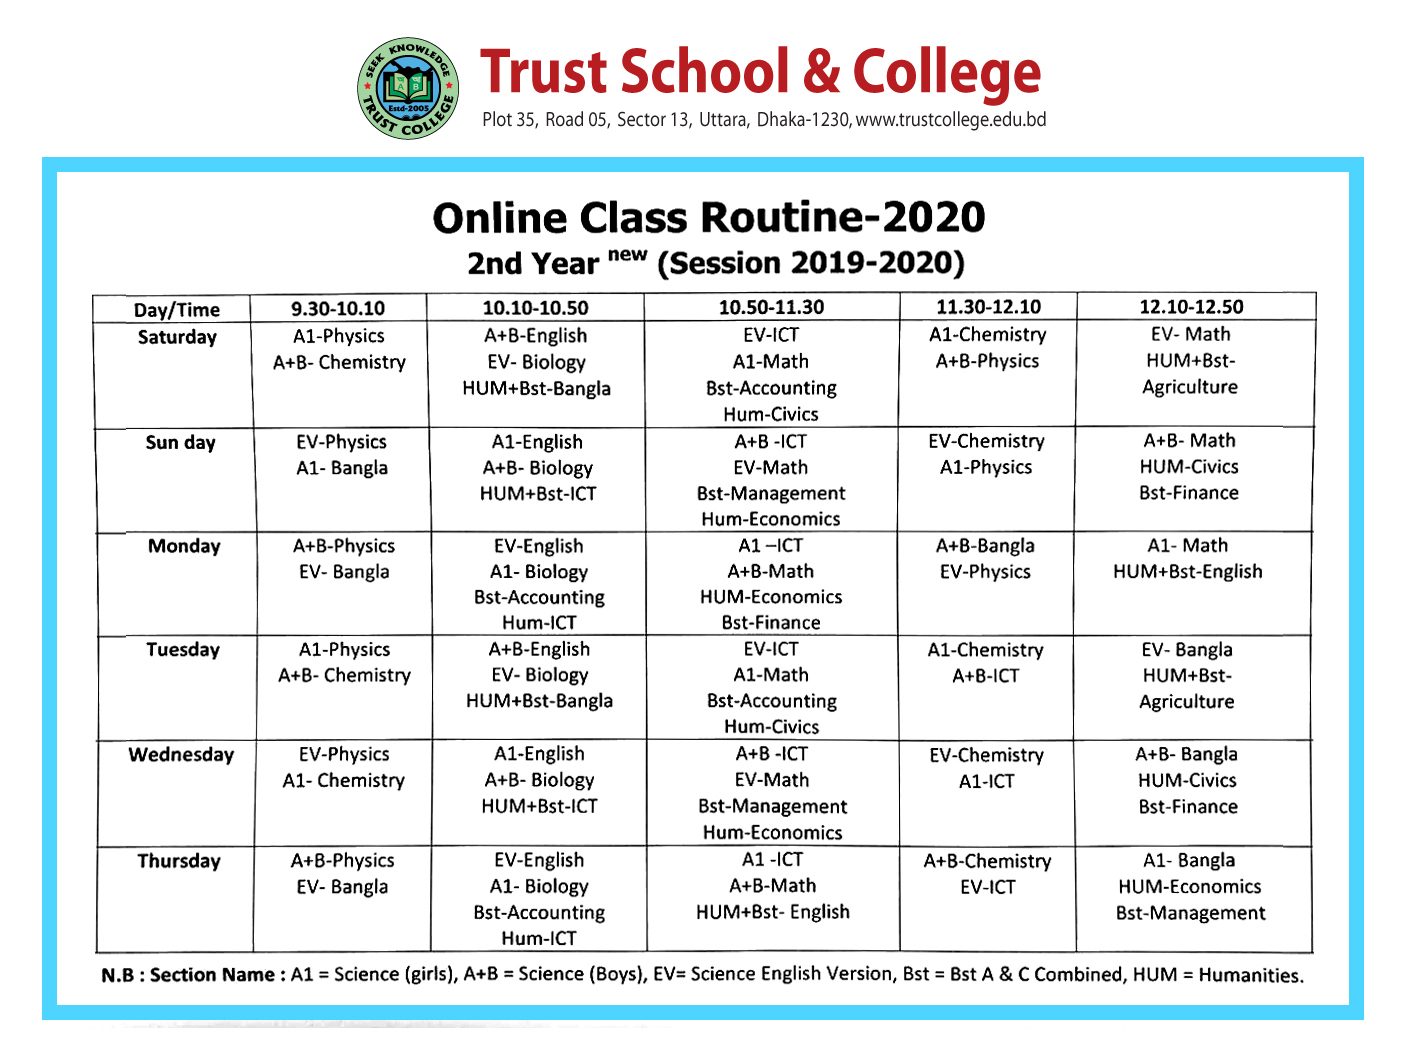 SEEK KNOWLEDGE
Estd-2005
TRUST COLLEGE
Trust School & College
Plot 35, Road 05, Sector 13, Uttara, Dhaka-1230, www.trustcollege.edu.bd
Online Class Routine-2020
2nd Year new (Session 2019-2020)
Day/Time 9.30-10.10 10.10-10.50 10.50-11.30 11.30-12.10 12.10-12.50
Saturday A1-Physics A+B-English EV-ICT A1-Chemistry EV- Math
A+B- Chemistry EV- Biology A1-Math A+B-Physics HUM+Bst-
HUM+Bst-Bangla Bst-Accounting Agriculture
Hum-Civics
Sun day EV-Physics A1-English A+B -ICT EV-Chemistry A+B- Math
A1- Bangla A+B- Biology EV-Math A1-Physics HUM-Civics
HUM+Bst-ICT Bst-Management Bst-Finance
Hum-Economics
Monday A+B-Physics EV-English A1 –ICT A+B-Bangla A1- Math
EV- Bangla A1- Biology A+B-Math EV-Physics HUM+Bst-English
Bst-Accounting HUM-Economics
Hum-ICT Bst-Finance
Tuesday A1-Physics A+B-English EV-ICT A1-Chemistry EV- Bangla
A+B- Chemistry EV- Biology A1-Math A+B-ICT HUM+Bst-
HUM+Bst-Bangla Bst-Accounting Agriculture
Hum-Civics
Wednesday EV-Physics A1-English A+B -ICT EV-Chemistry A+B- Bangla
A1- Chemistry A+B- Biology EV-Math A1-ICT HUM-Civics
HUM+Bst-ICT Bst-Management Bst-Finance
Hum-Economics
Thursday A+B-Physics EV-English A1 -ICT A+B-Chemistry A1- Bangla
EV- Bangla A1- Biology A+B-Math EV-ICT HUM-Economics
Bst-Accounting HUM+Bst- English Bst-Management
Hum-ICT
N.B : Section Name : A1 = Science (girls), A+B = Science (Boys), EV= Science English Version, Bst = Bst A & C Combined, HUM = Humanities.